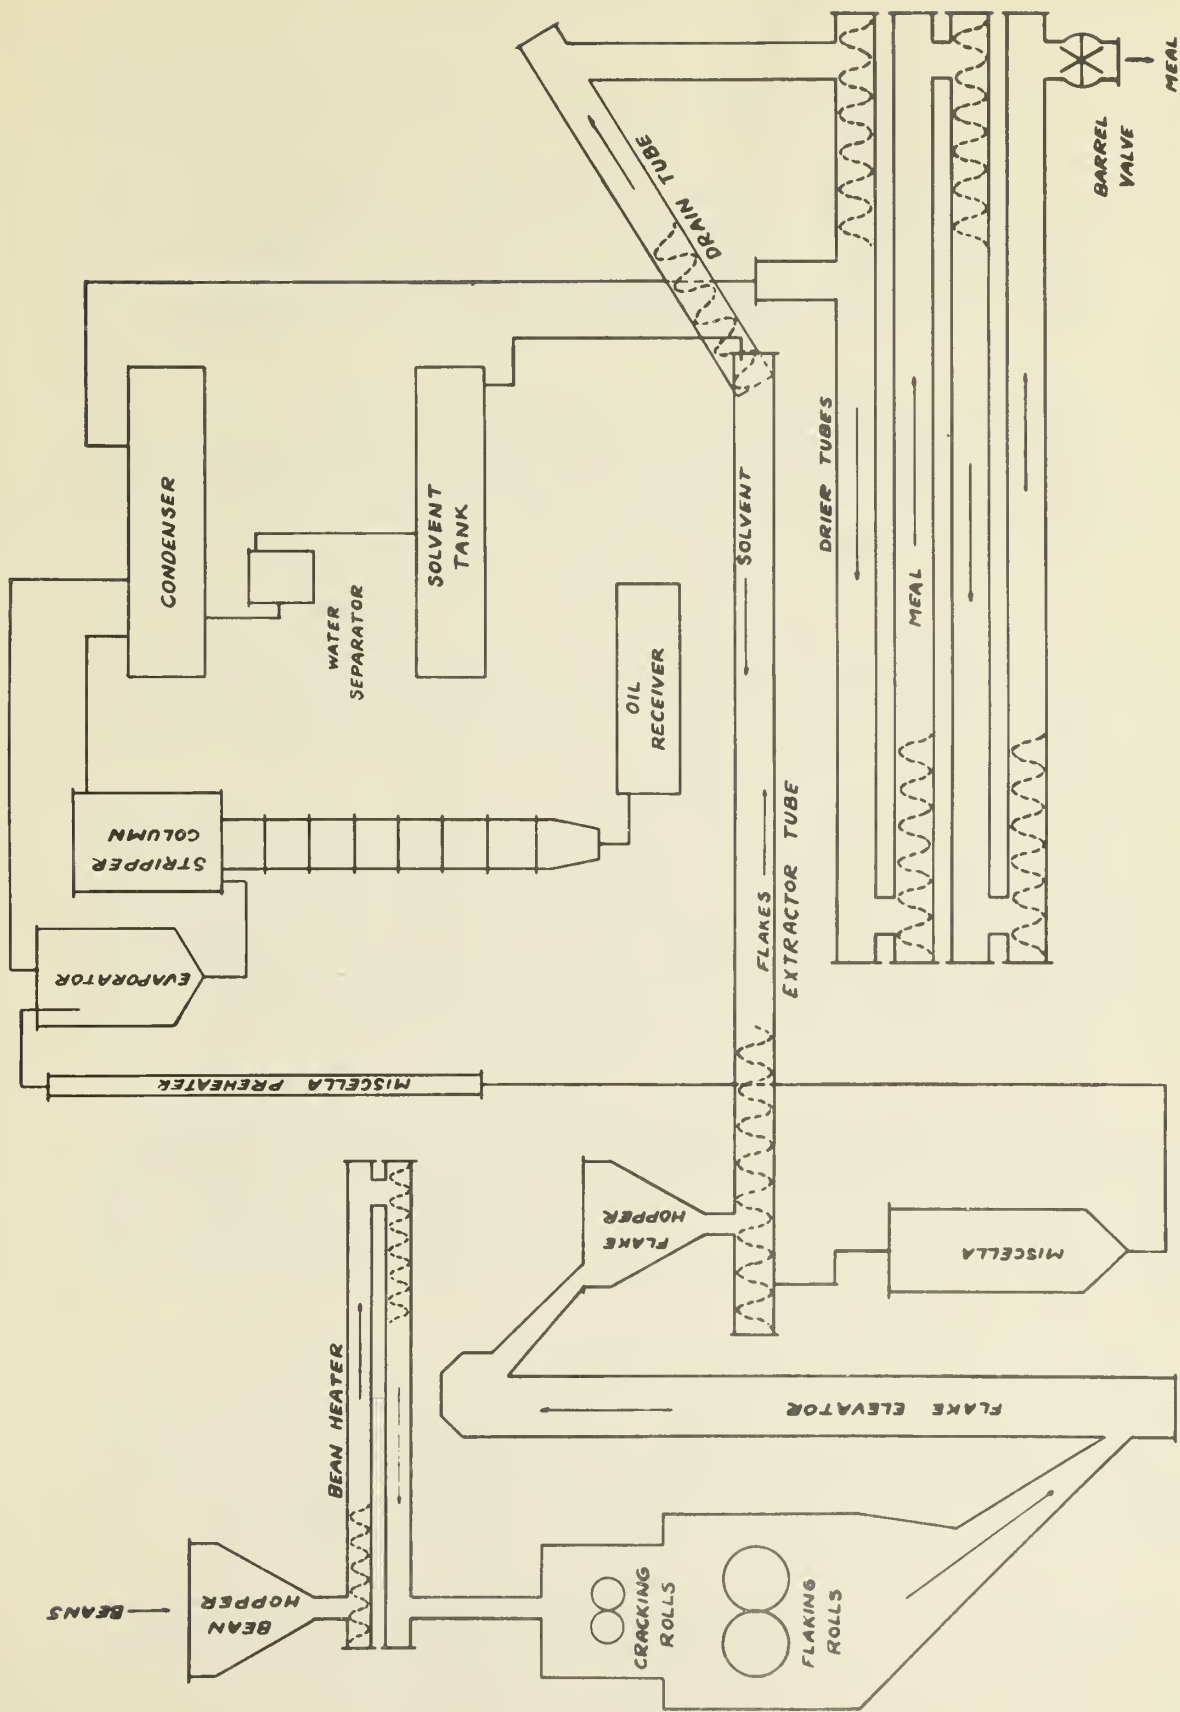 BEANS
BEAN
HOPPER
BEAN HEATER
CRACKING
ROLLS
FLAKING
ROLLS
FLAKE ELEVATOR
FLAKE
HOPPER
MISCELLA
MISCELLA PREHEATER
EVAPORATOR
STRIPPER
COLUMN
CONDENSER
WATER
SEPARATOR
SOLVENT
TANK
OIL
RECEIVER
SOLVENT
FLAKES
EXTRACTOR TUBE
DRAIN TUBE
DRIER TUBES
MEAL
BARREL
VALVE
MEAL